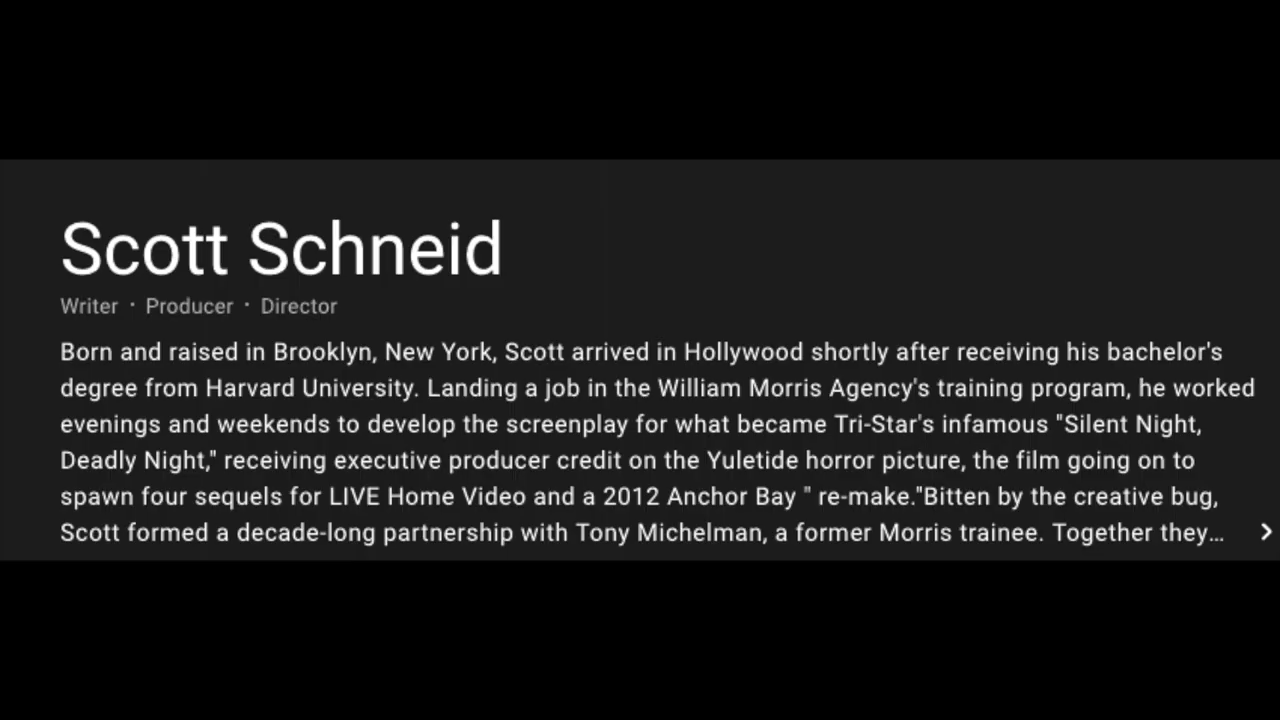 Scott Schneid
Writer · Producer · Director
Born and raised in Brooklyn, New York, Scott arrived in Hollywood shortly after receiving his bachelor's
degree from Harvard University. Landing a job in the William Morris Agency's training program, he worked
evenings and weekends to develop the screenplay for what became Tri-Star's infamous "Silent Night,
Deadly Night," receiving executive producer credit on the Yuletide horror picture, the film going on to
spawn four sequels for LIVE Home Video and a 2012 Anchor Bay " re-make."Bitten by the creative bug,
Scott formed a decade-long partnership with Tony Michelman, a former Morris trainee. Together they…